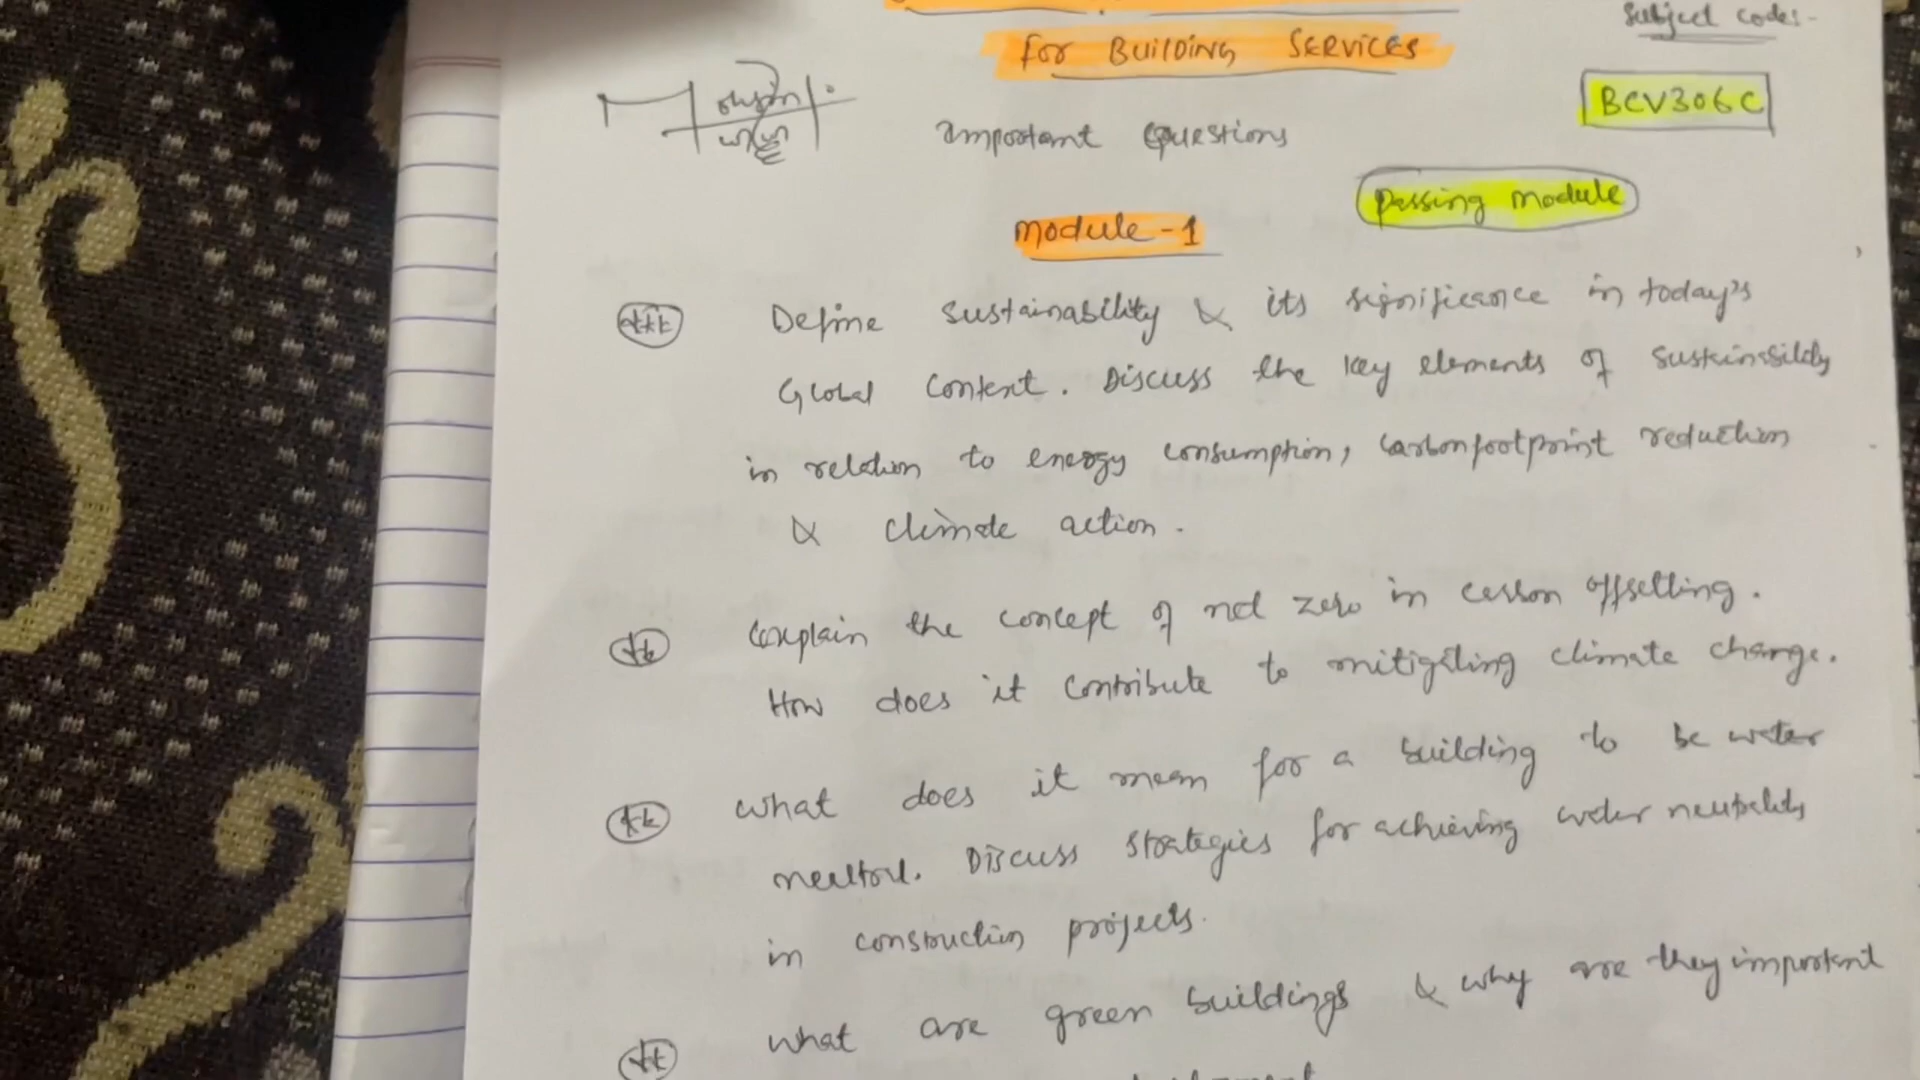 Subject code:-
for BUILDING SERVICES
BCV306C
important questions
passing module
module-1
Define sustainability & its significance in today's
Global Context. Discuss the key elements of sustainability
in relation to energy consumption, carbonfootprint reduction
& climate action.
Explain the concept of net zero in carbon offsetting.
How does it contribute to mitigating climate change.
what does it mean for a building to be water
neutral. Discuss strategies for achieving water neutrality
in construction projects.
what are green buildings & why are they important